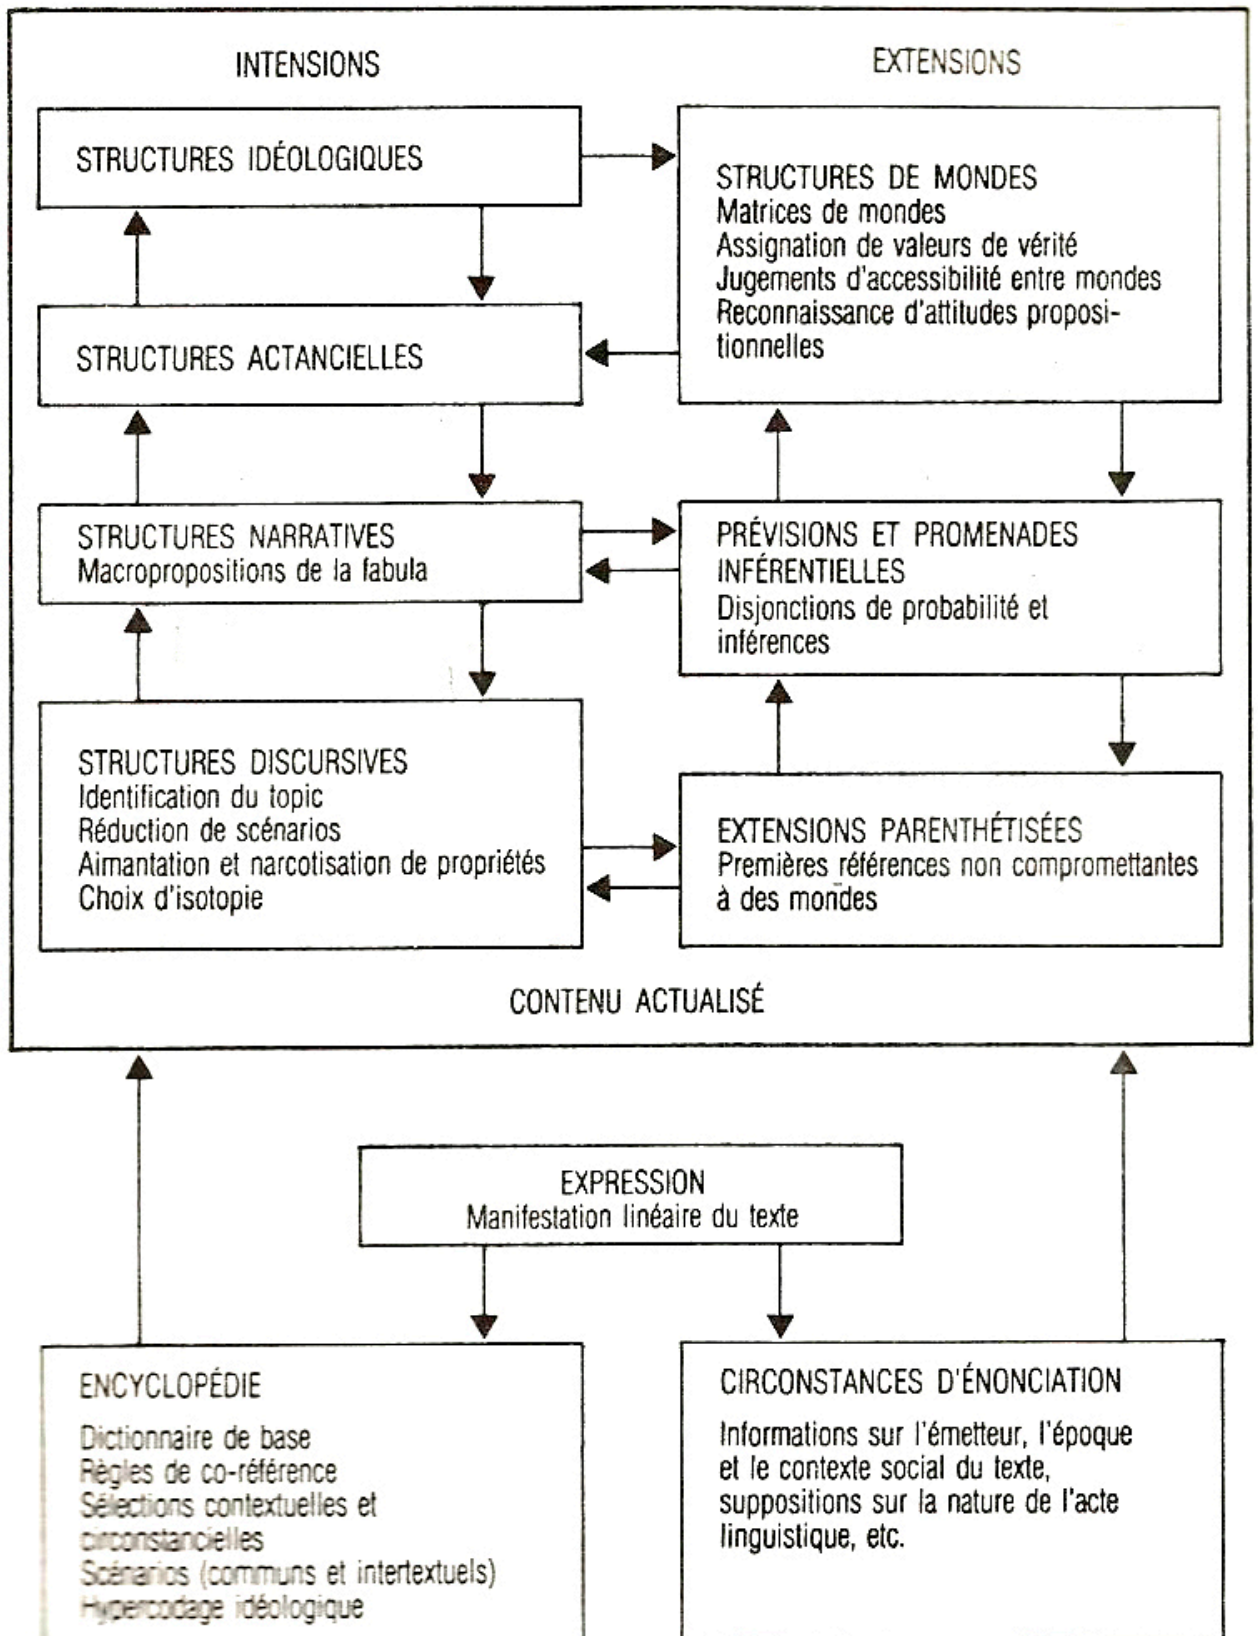 INTENSIONS
STRUCTURES IDÉOLOGIQUES
STRUCTURES ACTANCIELLES
STRUCTURES NARRATIVES
Macropropositions de la fabula
STRUCTURES DISCURSIVES
Identification du topic
Réduction de scénarios
Aimantation et narcotisation de propriétés
Choix d'isotopie
EXTENSIONS
STRUCTURES DE MONDES
Matrices de mondes
Assignation de valeurs de vérité
Jugements d'accessibilité entre mondes
Reconnaissance d'attitudes proposi-
tionnelles
PRÉVISIONS ET PROMENADES
INFÉRENTIELLES
Disjonctions de probabilité et
inférences
EXTENSIONS PARENTHÉTISÉES
Premières références non compromettantes
à des mondes
CONTENU ACTUALISÉ
EXPRESSION
Manifestation linéaire du texte
ENCYCLOPÉDIE
Dictionnaire de base
Règles de co-référence
Sélections contextuelles et
circonstancielles
Scénarios (communs et intertextuels)
Hypercodage idéologique
CIRCONSTANCES D'ÉNONCIATION
Informations sur l'émetteur, l'époque
et le contexte social du texte,
suppositions sur la nature de l'acte
linguistique, etc.